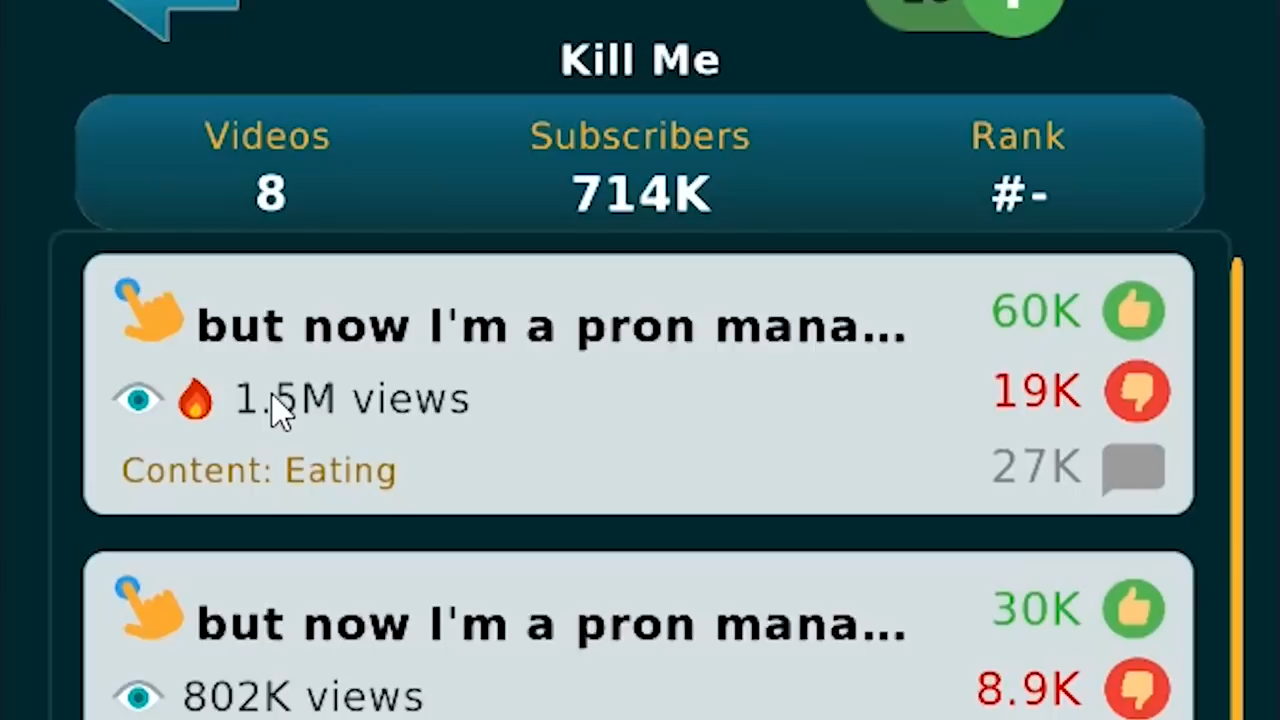 Kill Me
Videos Subscribers Rank
8 714K #-
but now I'm a pron mana... 60K
1.5M views 19K
Content: Eating 27K
but now I'm a pron mana... 30K
802K views 8.9K